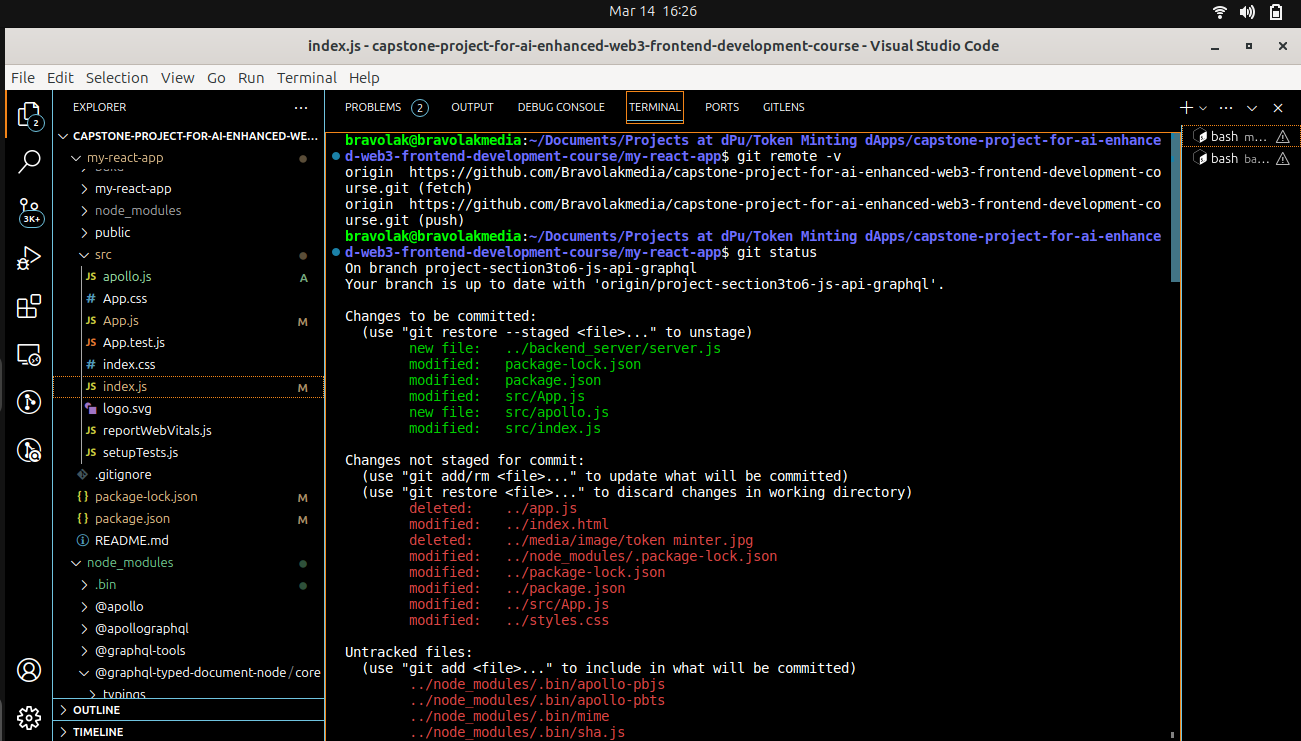 Mar 14 16:26
index.js - capstone-project-for-ai-enhanced-web3-frontend-development-course - Visual Studio Code
File Edit Selection View Go Run Terminal Help
EXPLORER
CAPSTONE-PROJECT-FOR-AI-ENHANCED-WE...
my-react-app
build
my-react-app
node_modules
public
src
apollo.js A
App.css
App.js M
App.test.js
index.css
index.js M
logo.svg
reportWebVitals.js
setupTests.js
.gitignore
package-lock.json M
package.json M
README.md
node_modules
.bin
@apollo
@apollographql
@graphql-tools
@graphql-typed-document-node / core
typings
OUTLINE
TIMELINE
2
3K+
PROBLEMS 2 OUTPUT DEBUG CONSOLE TERMINAL PORTS GITLENS
bravolak@bravolakmedia:~/Documents/Projects at dPu/Token Minting dApps/capstone-project-for-ai-enhance
d-web3-frontend-development-course/my-react-app$ git remote -v
origin https://github.com/Bravolakmedia/capstone-project-for-ai-enhanced-web3-frontend-development-co
urse.git (fetch)
origin https://github.com/Bravolakmedia/capstone-project-for-ai-enhanced-web3-frontend-development-co
urse.git (push)
bravolak@bravolakmedia:~/Documents/Projects at dPu/Token Minting dApps/capstone-project-for-ai-enhance
d-web3-frontend-development-course/my-react-app$ git status
On branch project-section3to6-js-api-graphql
Your branch is up to date with 'origin/project-section3to6-js-api-graphql'.
Changes to be committed:
(use "git restore --staged <file>..." to unstage)
new file: ../backend_server/server.js
modified: package-lock.json
modified: package.json
modified: src/App.js
new file: src/apollo.js
modified: src/index.js
Changes not staged for commit:
(use "git add/rm <file>..." to update what will be committed)
(use "git restore <file>..." to discard changes in working directory)
deleted: ../app.js
modified: ../index.html
deleted: ../media/image/token minter.jpg
modified: ../node_modules/.package-lock.json
modified: ../package-lock.json
modified: ../package.json
modified: ../src/App.js
modified: ../styles.css
Untracked files:
(use "git add <file>..." to include in what will be committed)
../node_modules/.bin/apollo-pbjs
../node_modules/.bin/apollo-pbts
../node_modules/.bin/mime
../node_modules/.bin/sha.js
bash m...
bash ba...